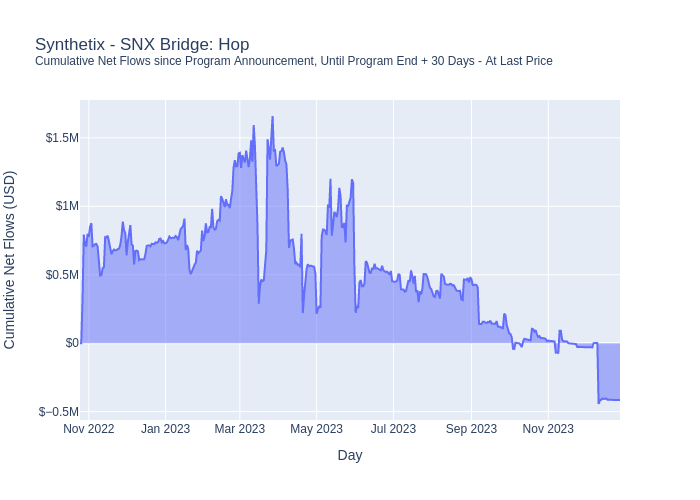 Synthetix - SNX Bridge: Hop
Cumulative Net Flows since Program Announcement, Until Program End + 30 Days - At Last Price
Cumulative Net Flows (USD)
$1.5M
$1M
$0.5M
$0
$−0.5M
Nov 2022 Jan 2023 Mar 2023 May 2023 Jul 2023 Sep 2023 Nov 2023
Day